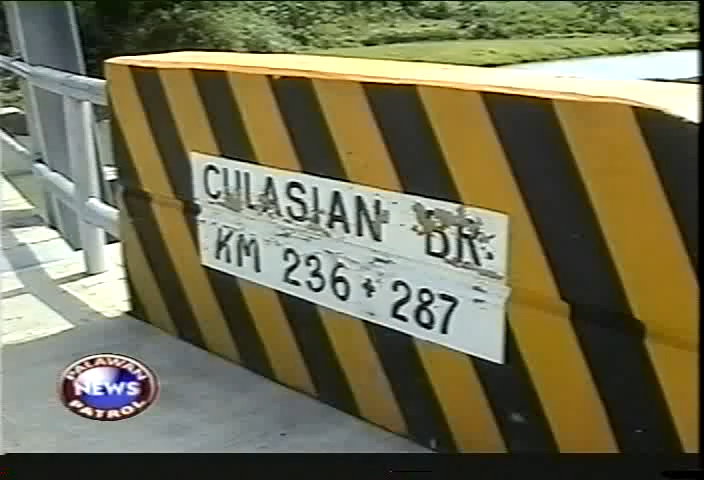 CULASIAN BR.
KM 236 + 287
PALAWAN
NEWS
PATROL